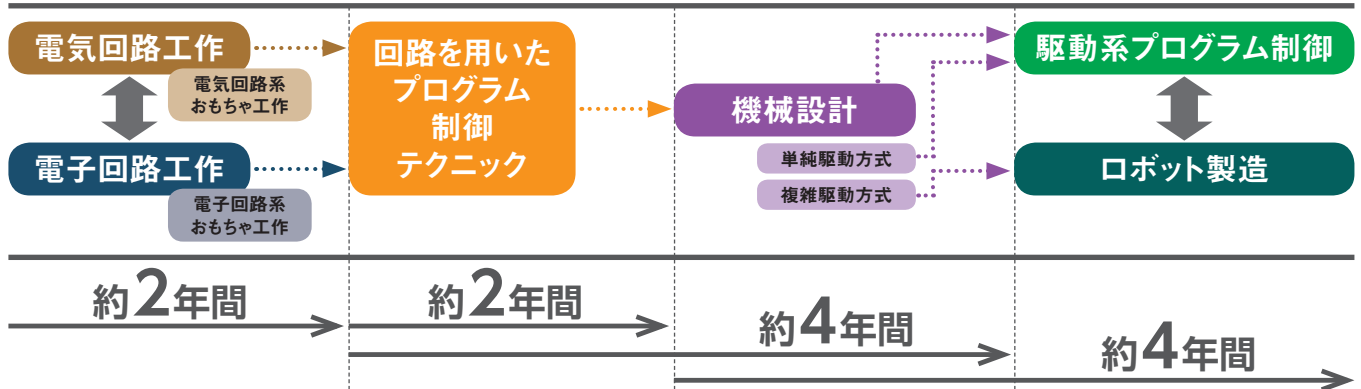 電気回路工作
電気回路系
おもちゃ工作
電子回路工作
電子回路系
おもちゃ工作
回路を用いた
プログラム
制御
テクニック
機械設計
単純駆動方式
複雑駆動方式
駆動系プログラム制御
ロボット製造
約2年間
約2年間
約4年間
約4年間